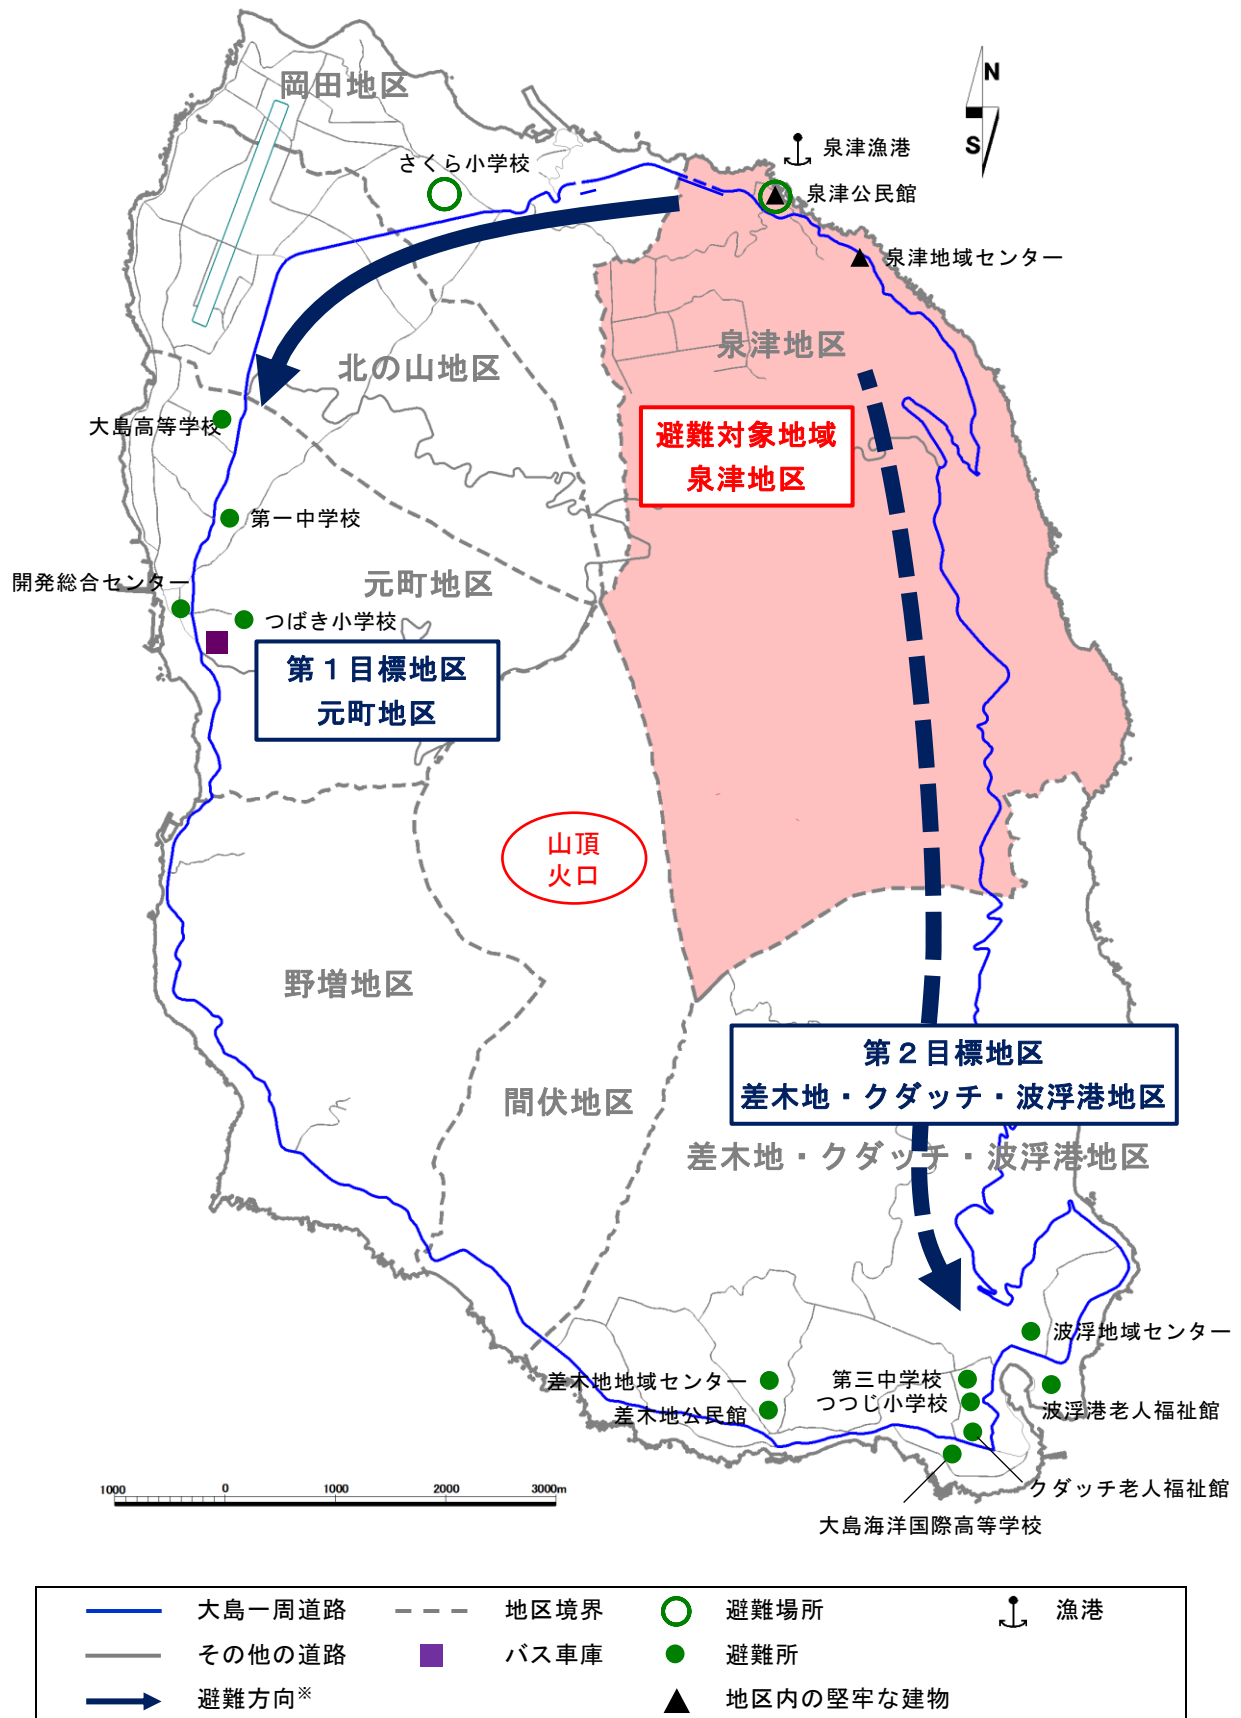 岡田地区
N
S
泉津漁港
さくら小学校
泉津公民館
泉津地域センター
泉津地区
北の山地区
避難対象地域
泉津地区
大島高等学校
第一中学校
開発総合センター
元町地区
つばき小学校
第１目標地区
元町地区
山頂
火口
野増地区
第２目標地区
差木地・クダッチ・波浮港地区
間伏地区
差木地・クダッチ・波浮港地区
波浮地域センター
差木地地域センター
第三中学校
つつじ小学校
差木地公民館
波浮港老人福祉館
クダッチ老人福祉館
大島海洋国際高等学校
1000 0 1000 2000 3000m
大島一周道路 地区境界 避難場所 漁港
その他の道路 バス車庫 避難所
避難方向※ 地区内の堅牢な建物